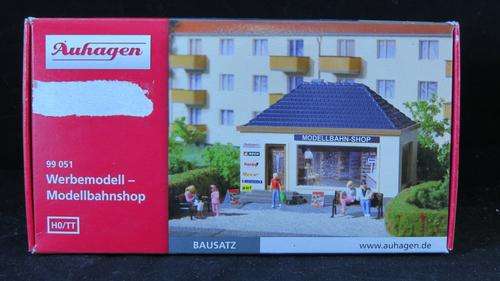 Auhagen
99 051
Werbemodell –
Modellbahnshop
H0/TT
MODELLBAHN-SHOP
BAUSATZ
www.auhagen.de